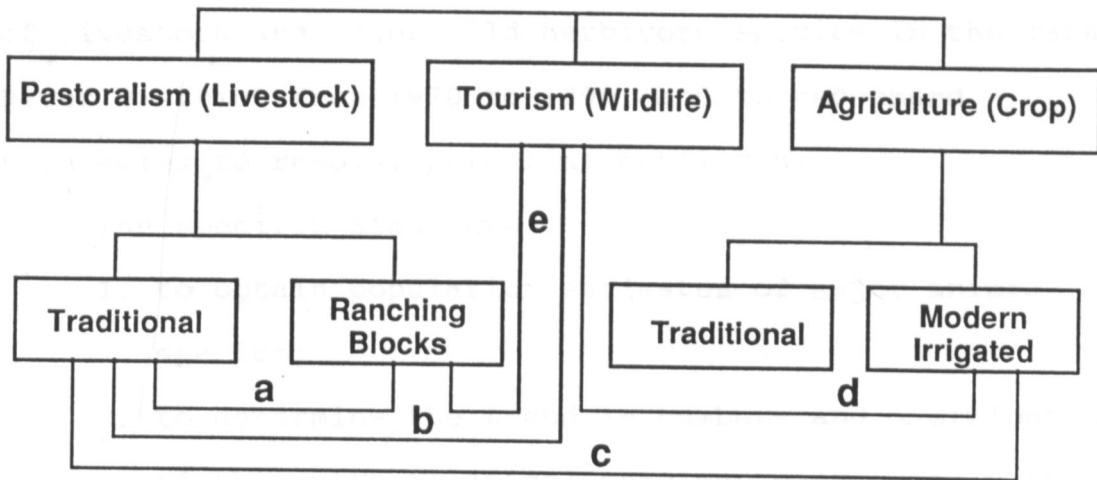 Pastoralism (Livestock)
Tourism (Wildlife)
Agriculture (Crop)
e
Traditional
Ranching
Blocks
Traditional
Modern
Irrigated
a
b
d
c